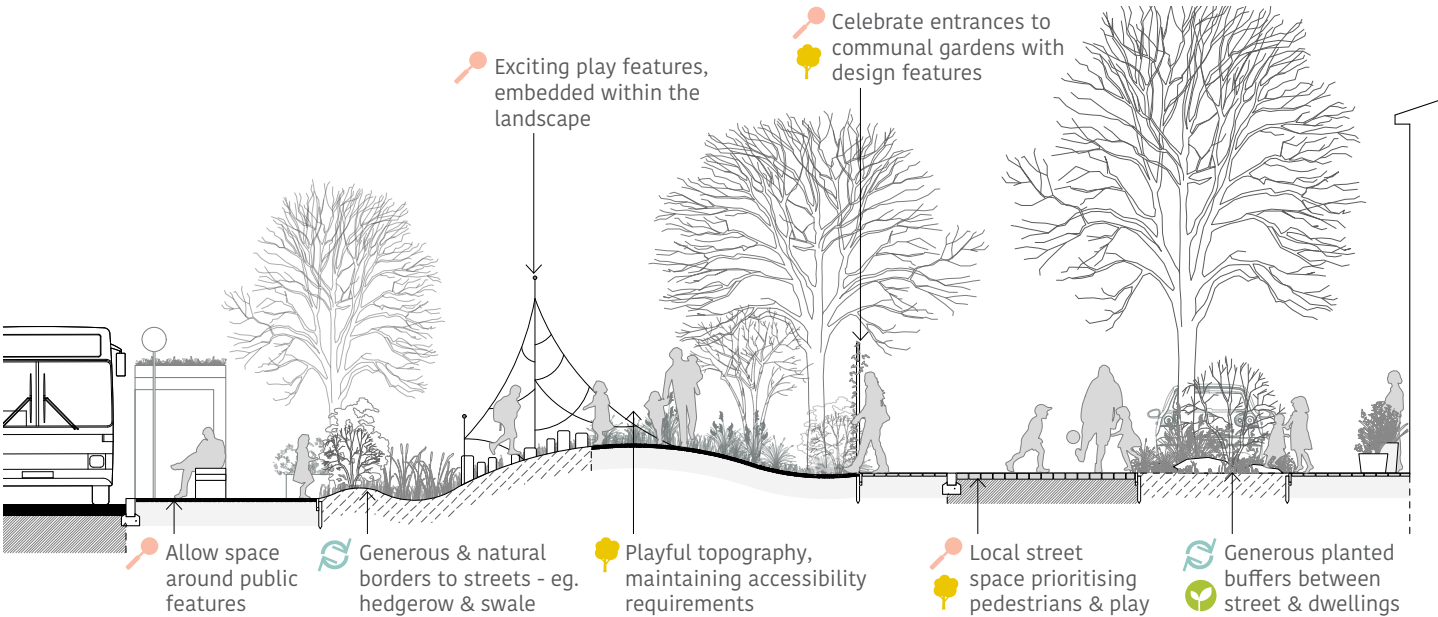 Exciting play features,
embedded within the
landscape
Celebrate entrances to
communal gardens with
design features
Allow space
around public
features
Generous & natural
borders to streets - eg.
hedgerow & swale
Playful topography,
maintaining accessibility
requirements
Local street
space prioritising
pedestrians & play
Generous planted
buffers between
street & dwellings